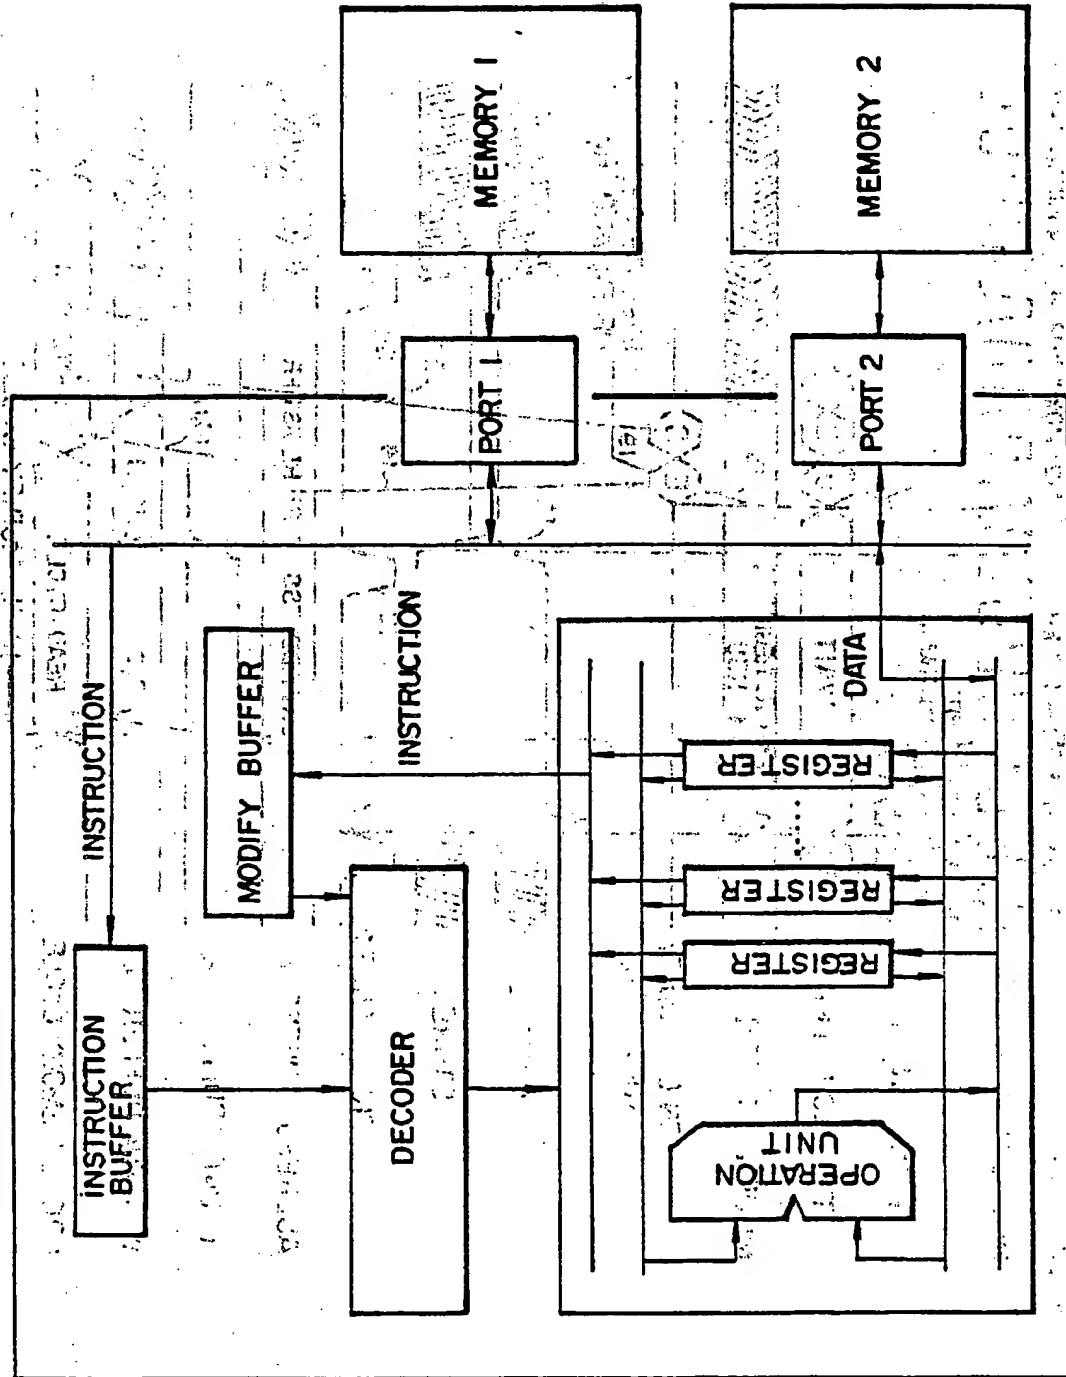 MEMORY 1
MEMORY 2
PORT 1
PORT 2
INSTRUCTION
MODIFY BUFFER
INSTRUCTION
DATA
INSTRUCTION
BUFFER
DECODER
REGISTER
.....
REGISTER
REGISTER
OPERATION
UNIT